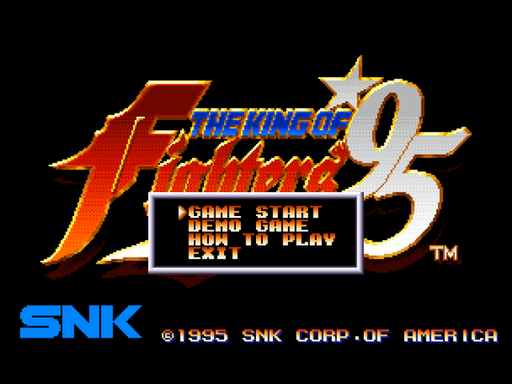 THE KING OF
Fighters '95
GAME START
DEMO GAME
HOW TO PLAY
EXIT
TM
SNK
©1995 SNK CORP.OF AMERICA